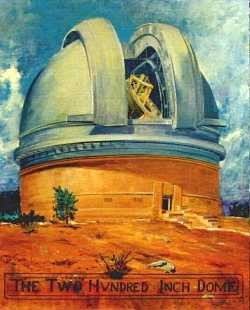 THE TWO HUNDRED INCH DOME